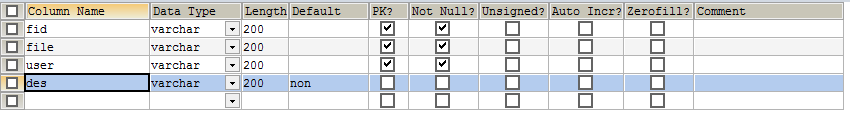 Column Name Data Type Length Default PK? Not Null? Unsigned? Auto Incr? Zerofill? Comment
fid varchar 200
file varchar 200
user varchar 200
des varchar 200 non